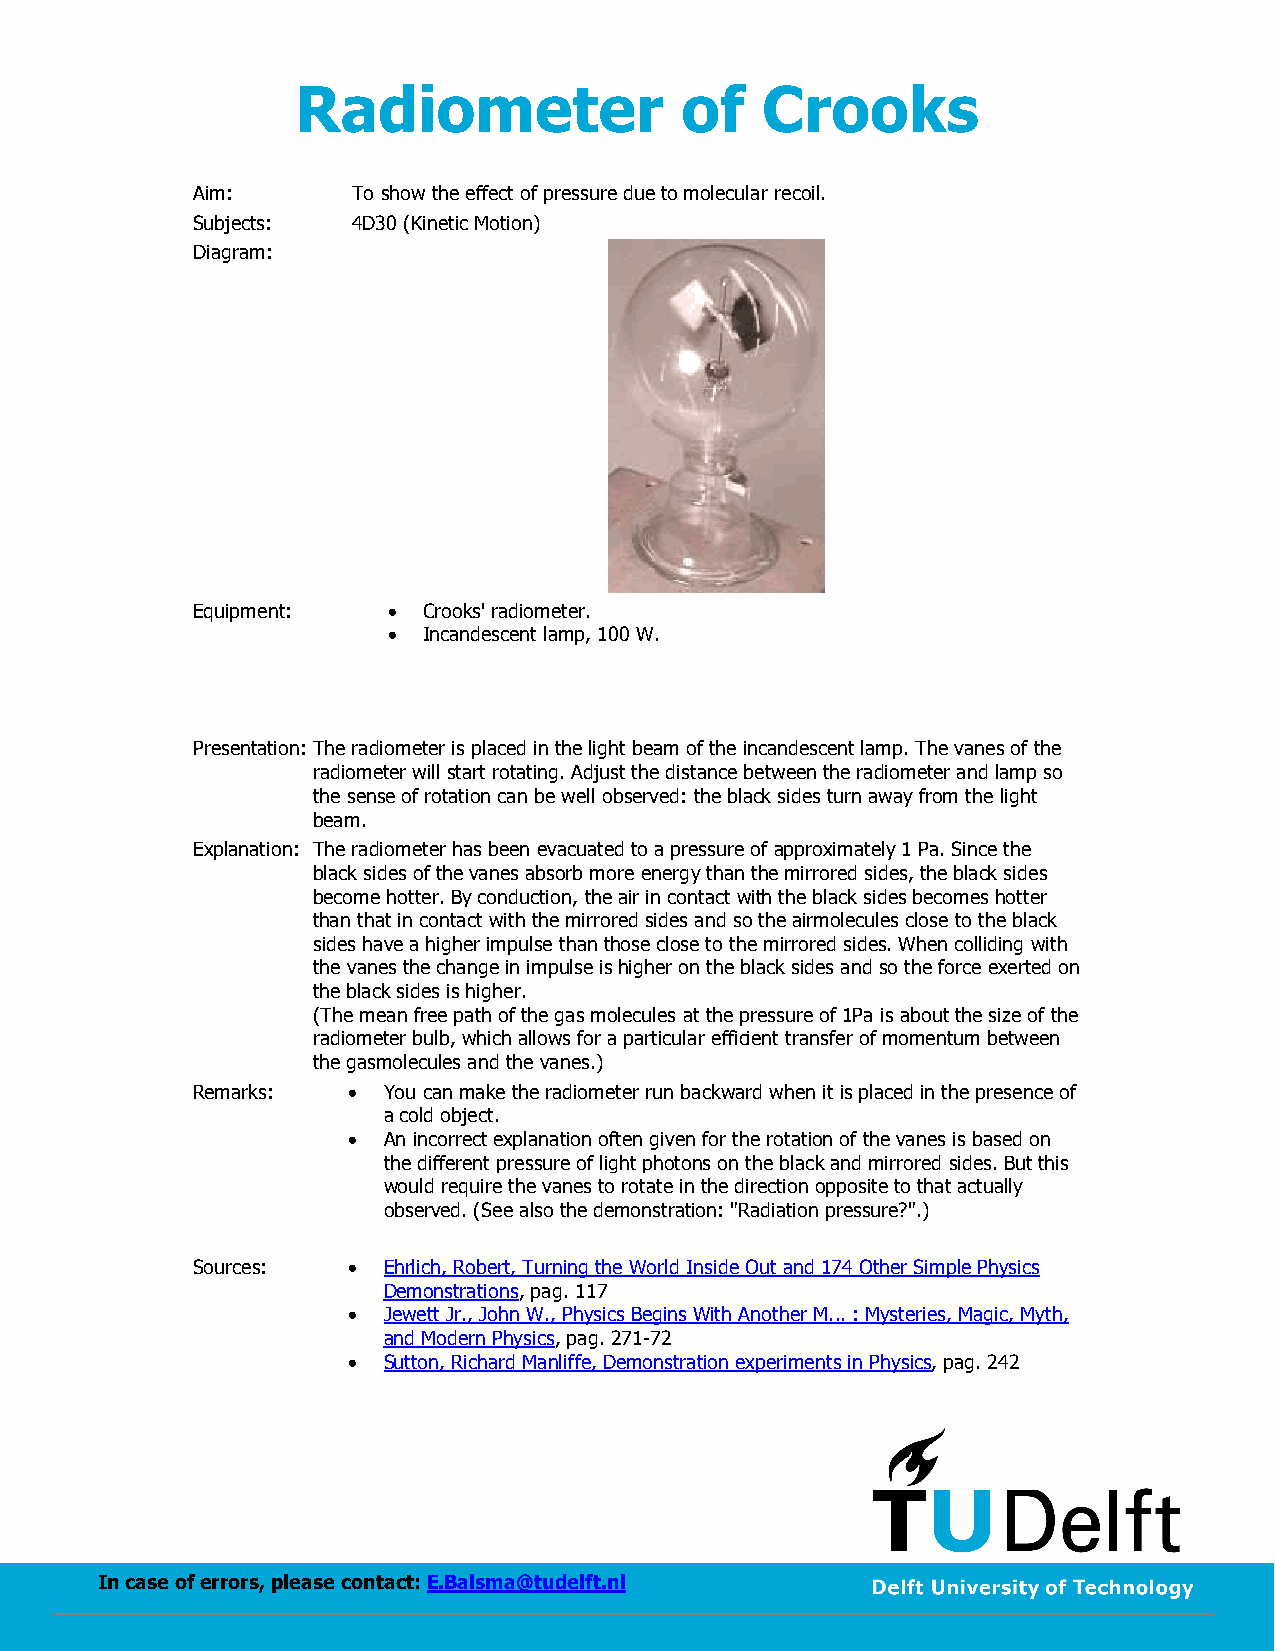 Radiometer of Crooks
Aim: To show the effect of pressure due to molecular recoil.
Subjects: 4D30 (Kinetic Motion)
Diagram:
Equipment: • Crooks' radiometer.
• Incandescent lamp, 100 W.
Presentation: The radiometer is placed in the light beam of the incandescent lamp. The vanes of the
radiometer will start rotating. Adjust the distance between the radiometer and lamp so
the sense of rotation can be well observed: the black sides turn away from the light
beam.
Explanation: The radiometer has been evacuated to a pressure of approximately 1 Pa. Since the
black sides of the vanes absorb more energy than the mirrored sides, the black sides
become hotter. By conduction, the air in contact with the black sides becomes hotter
than that in contact with the mirrored sides and so the airmolecules close to the black
sides have a higher impulse than those close to the mirrored sides. When colliding with
the vanes the change in impulse is higher on the black sides and so the force exerted on
the black sides is higher.
(The mean free path of the gas molecules at the pressure of 1Pa is about the size of the
radiometer bulb, which allows for a particular efficient transfer of momentum between
the gasmolecules and the vanes.)
Remarks: • You can make the radiometer run backward when it is placed in the presence of
a cold object.
• An incorrect explanation often given for the rotation of the vanes is based on
the different pressure of light photons on the black and mirrored sides. But this
would require the vanes to rotate in the direction opposite to that actually
observed. (See also the demonstration: "Radiation pressure?".)
Sources: • Ehrlich, Robert, Turning the World Inside Out and 174 Other Simple Physics
Demonstrations, pag. 117
• Jewett Jr., John W., Physics Begins With Another M... : Mysteries, Magic, Myth,
and Modern Physics, pag. 271-72
• Sutton, Richard Manliffe, Demonstration experiments in Physics, pag. 242
TUDelft
In case of errors, please contact: E.Balsma@tudelft.nl
Delft University of Technology